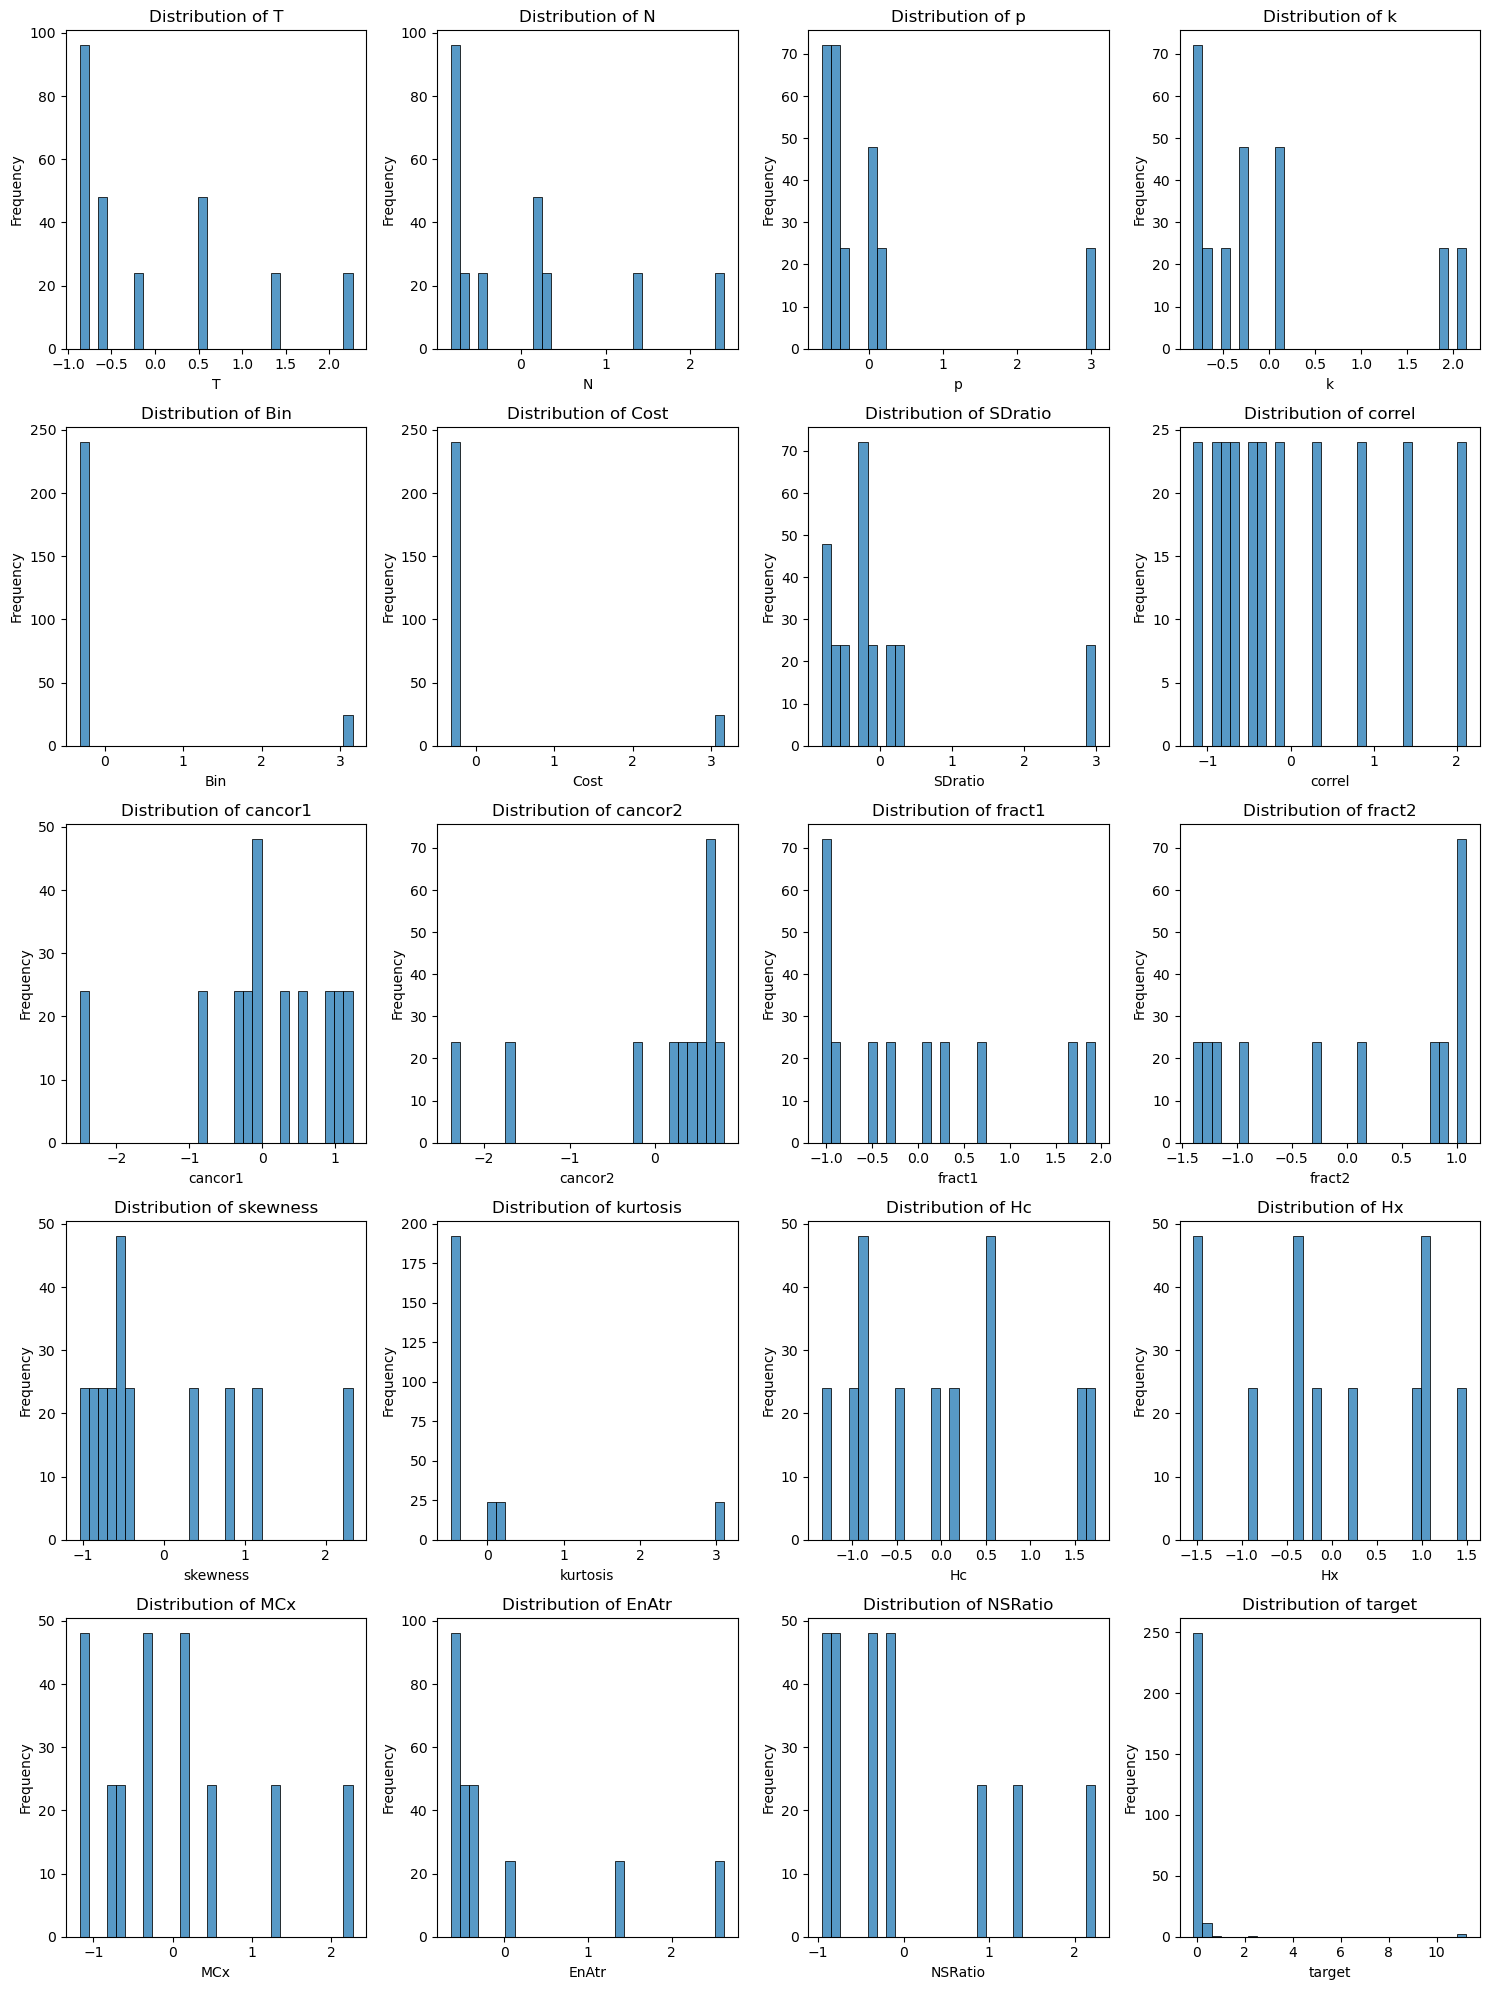 Distribution of T
Distribution of N
Distribution of p
Distribution of k
Frequency
100
80
60
40
20
0
−1.0 −0.5 0.0 0.5 1.0 1.5 2.0
T
Frequency
100
80
60
40
20
0
0 1 2
N
Frequency
70
60
50
40
30
20
10
0
0 1 2 3
p
Frequency
70
60
50
40
30
20
10
0
−0.5 0.0 0.5 1.0 1.5 2.0
k
Distribution of Bin
Distribution of Cost
Distribution of SDratio
Distribution of correl
Frequency
250
200
150
100
50
0
0 1 2 3
Bin
Frequency
250
200
150
100
50
0
0 1 2 3
Cost
Frequency
70
60
50
40
30
20
10
0
0 1 2 3
SDratio
Frequency
25
20
15
10
5
0
−1 0 1 2
correl
Distribution of cancor1
Distribution of cancor2
Distribution of fract1
Distribution of fract2
Frequency
50
40
30
20
10
0
−2 −1 0 1
cancor1
Frequency
70
60
50
40
30
20
10
0
−2 −1 0
cancor2
Frequency
70
60
50
40
30
20
10
0
−1.0 −0.5 0.0 0.5 1.0 1.5 2.0
fract1
Frequency
70
60
50
40
30
20
10
0
−1.5 −1.0 −0.5 0.0 0.5 1.0
fract2
Distribution of skewness
Distribution of kurtosis
Distribution of Hc
Distribution of Hx
Frequency
50
40
30
20
10
0
−1 0 1 2
skewness
Frequency
200
175
150
125
100
75
50
25
0
0 1 2 3
kurtosis
Frequency
50
40
30
20
10
0
−1.0 −0.5 0.0 0.5 1.0 1.5
Hc
Frequency
50
40
30
20
10
0
−1.5 −1.0 −0.5 0.0 0.5 1.0 1.5
Hx
Distribution of MCx
Distribution of EnAtr
Distribution of NSRatio
Distribution of target
Frequency
50
40
30
20
10
0
−1 0 1 2
MCx
Frequency
100
80
60
40
20
0
0 1 2
EnAtr
Frequency
50
40
30
20
10
0
−1 0 1 2
NSRatio
Frequency
250
200
150
100
50
0
0 2 4 6 8 10
target